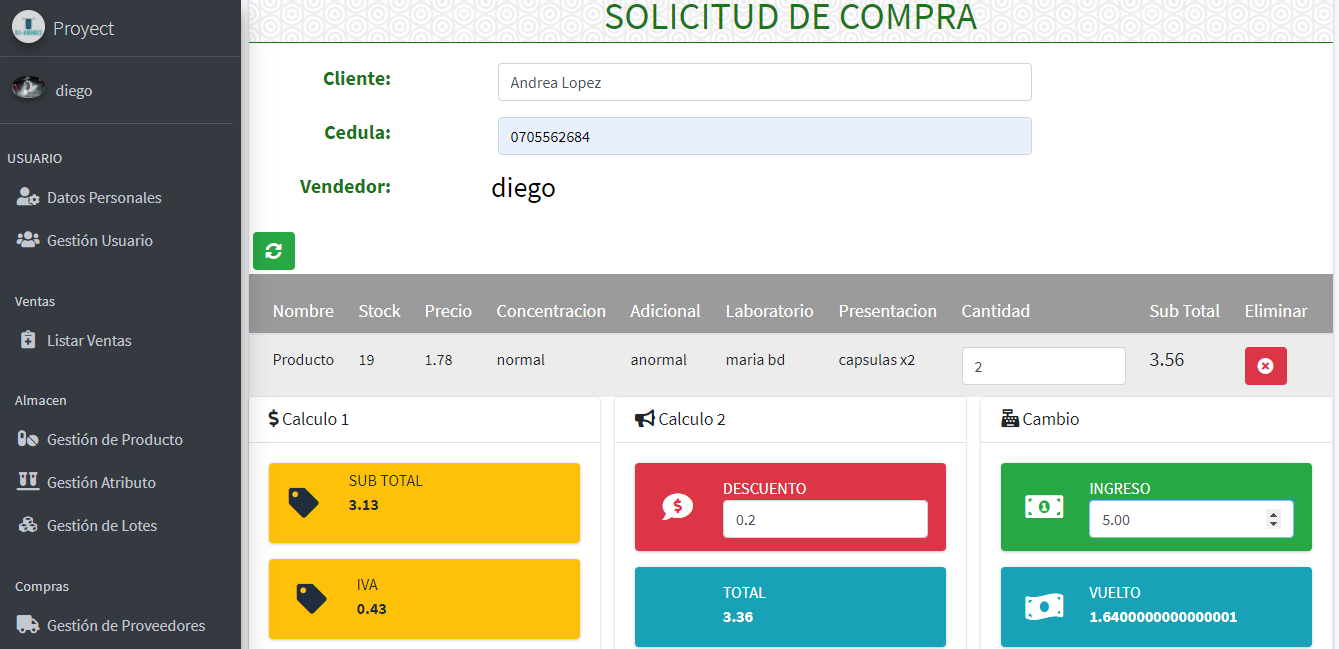 Proyect
diego
USUARIO
Datos Personales
Gestión Usuario
Ventas
Listar Ventas
Almacen
Gestión de Producto
Gestión Atributo
Gestión de Lotes
Compras
Gestión de Proveedores
SOLICITUD DE COMPRA
Cliente: Andrea Lopez
Cedula: 0705562684
Vendedor: diego
Nombre Stock Precio Concentracion Adicional Laboratorio Presentacion Cantidad Sub Total Eliminar
Producto 19 1.78 normal anormal maria bd capsulas x2 2 3.56
Calculo 1
SUB TOTAL
3.13
IVA
0.43
Calculo 2
DESCUENTO
0.2
TOTAL
3.36
Cambio
INGRESO
5.00
VUELTO
1.6400000000000001